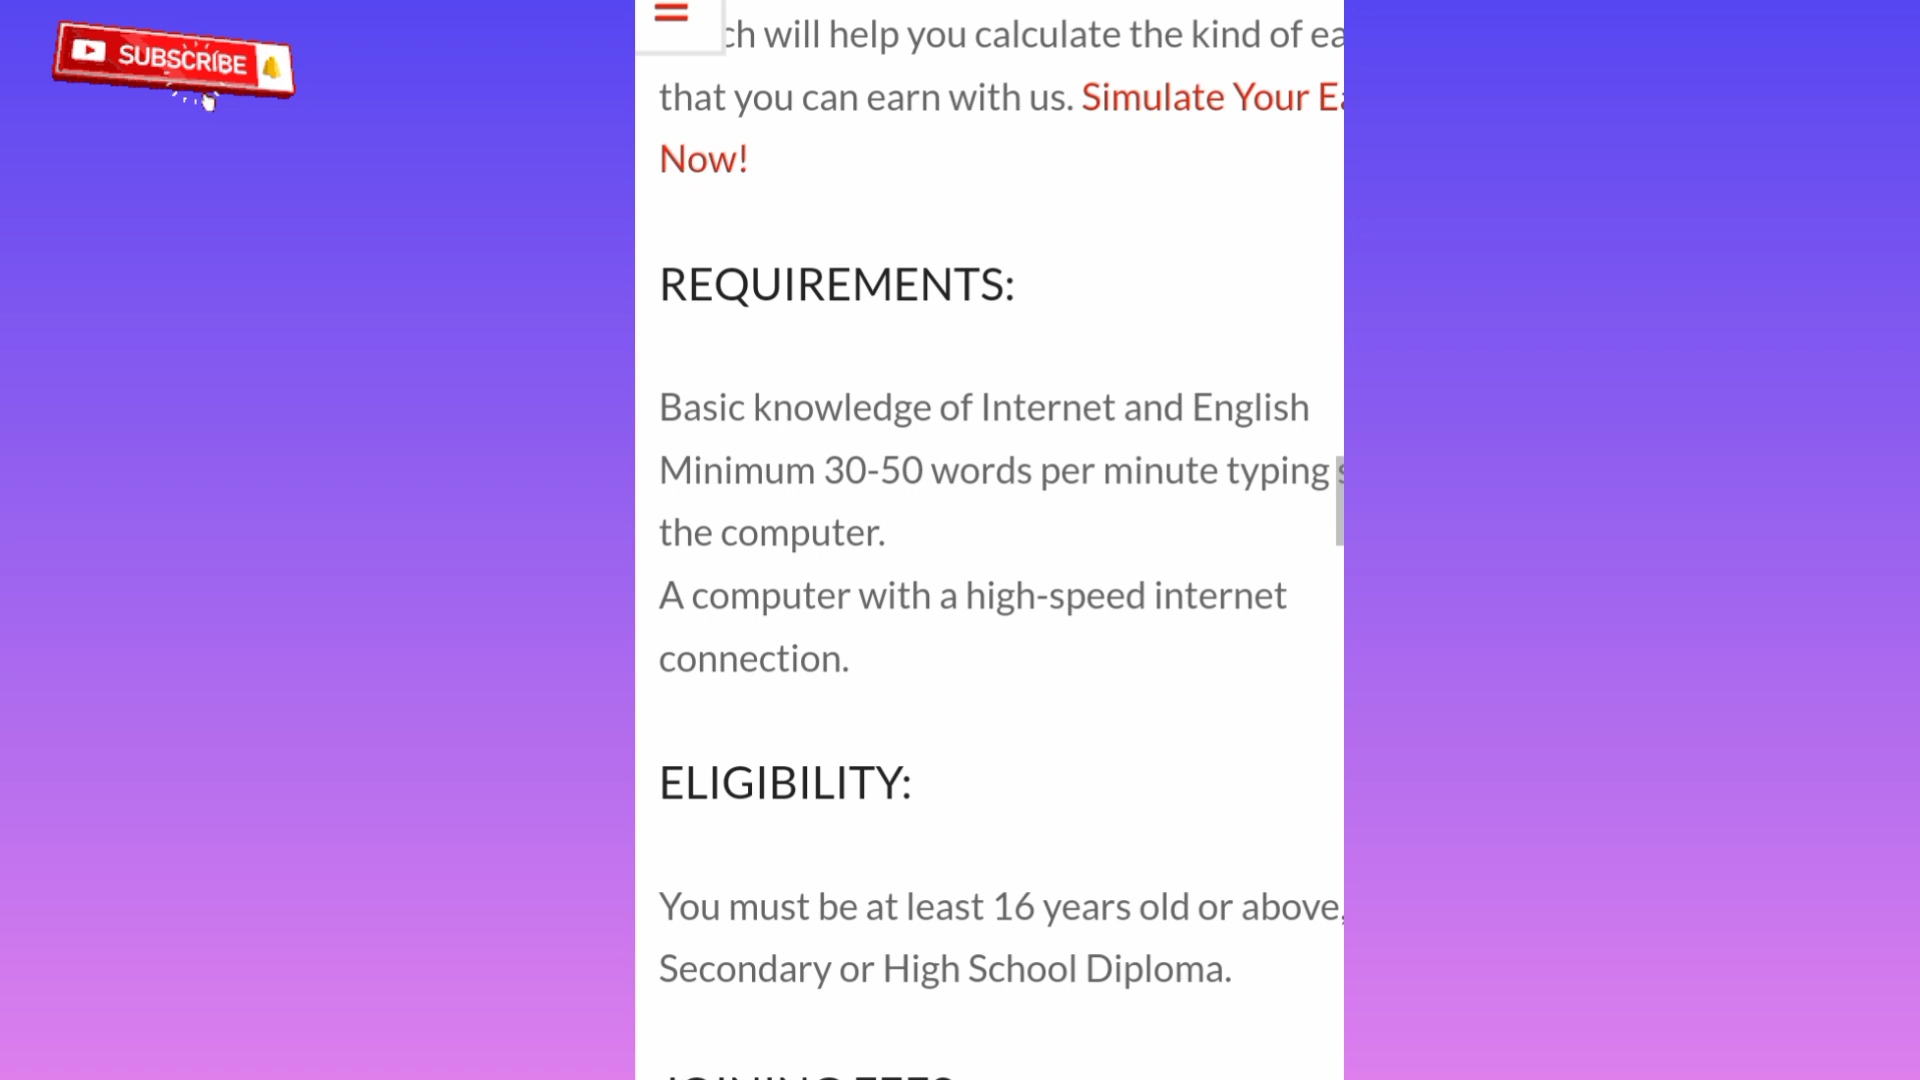 SUBSCRIBE
ch will help you calculate the kind of ea
that you can earn with us. Simulate Your Ea
Now!
REQUIREMENTS:
Basic knowledge of Internet and English
Minimum 30-50 words per minute typing s
the computer.
A computer with a high-speed internet
connection.
ELIGIBILITY:
You must be at least 16 years old or above,
Secondary or High School Diploma.
JOINING FEES